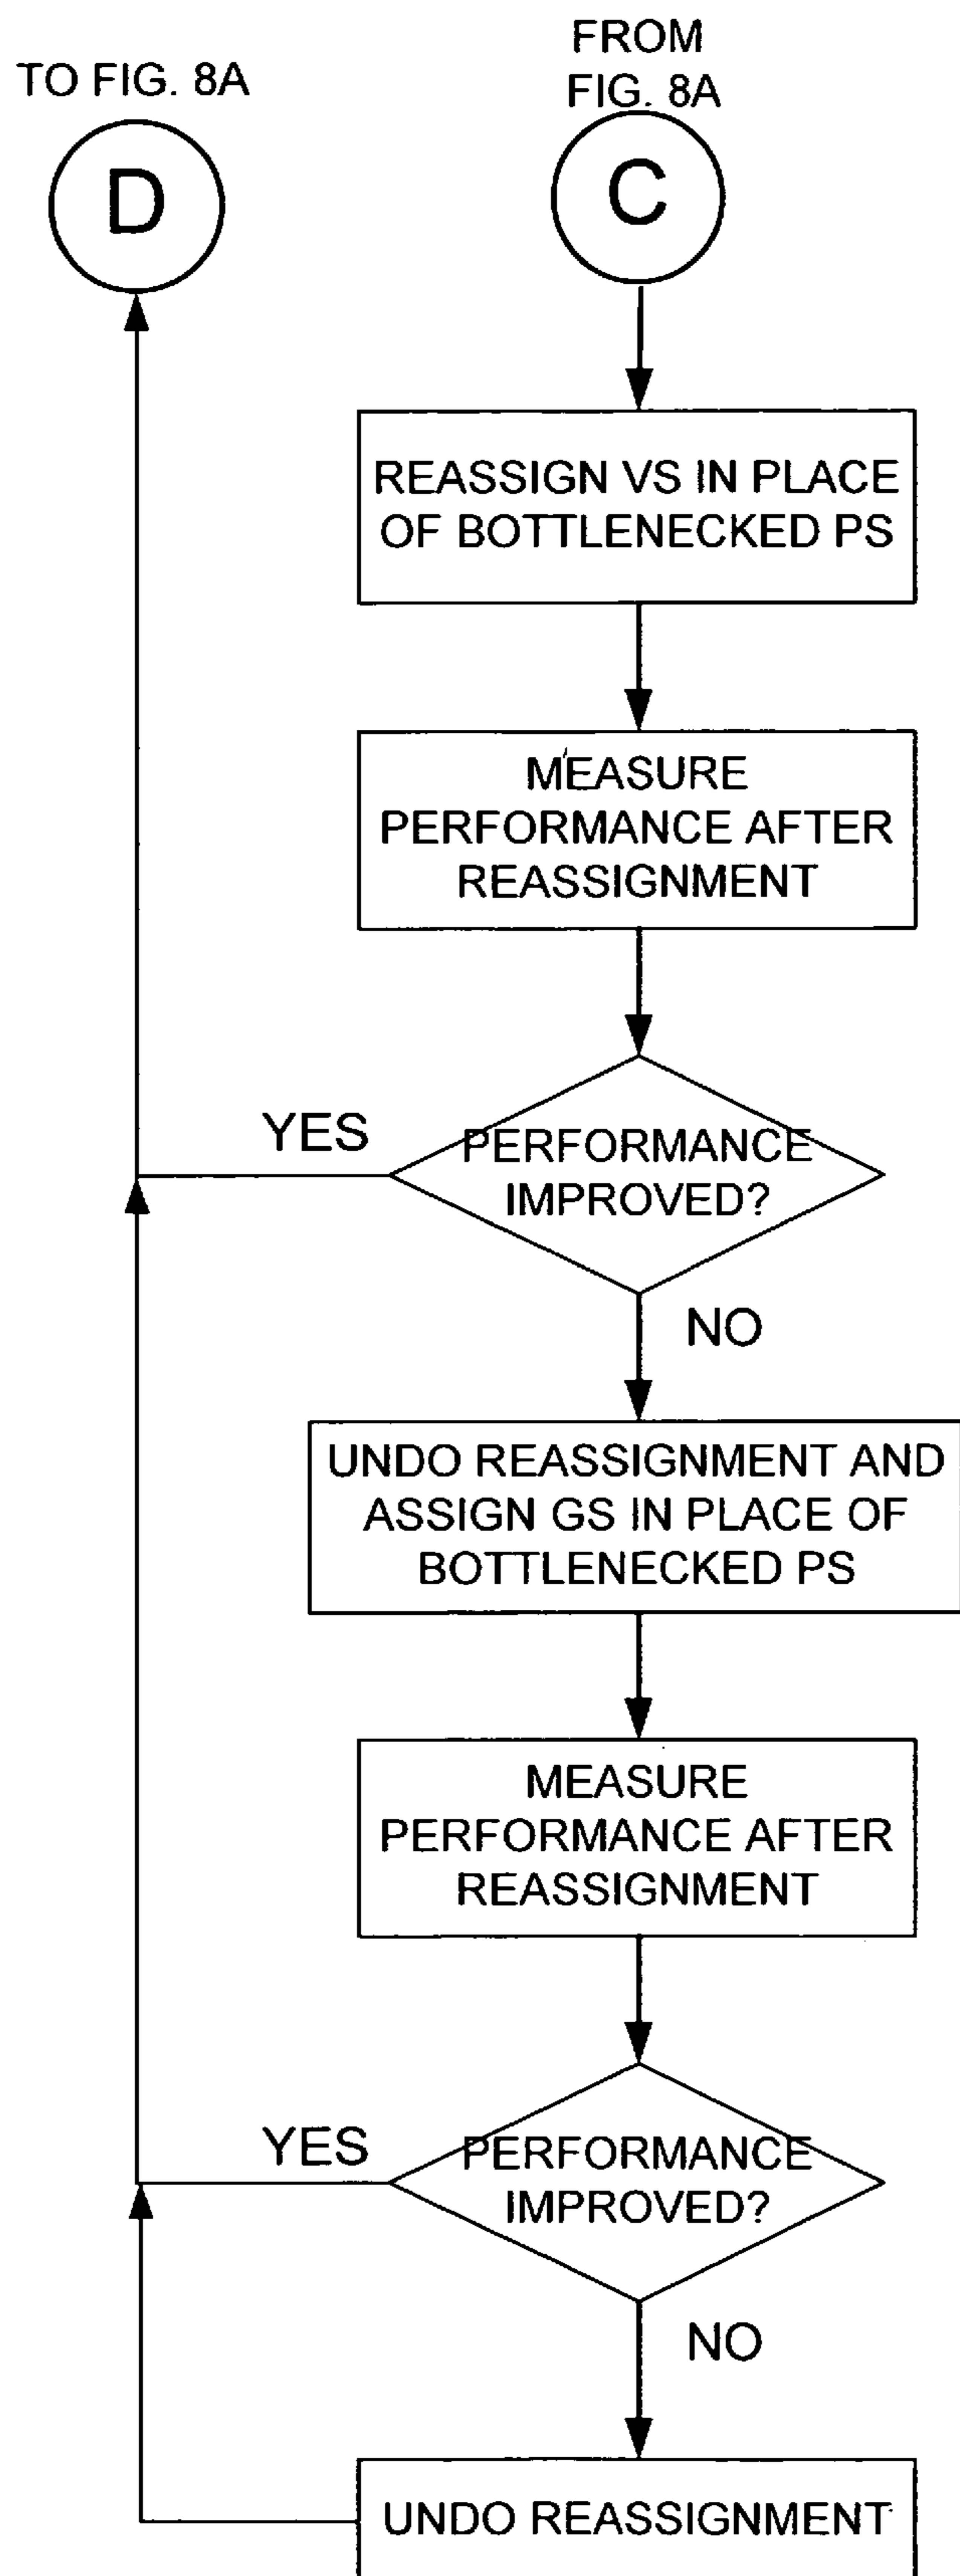 TO FIG. 8A
D
FROM
FIG. 8A
C
REASSIGN VS IN PLACE
OF BOTTLENECKED PS
MEASURE
PERFORMANCE AFTER
REASSIGNMENT
PERFORMANCE
IMPROVED?
YES
NO
UNDO REASSIGNMENT AND
ASSIGN GS IN PLACE OF
BOTTLENECKED PS
MEASURE
PERFORMANCE AFTER
REASSIGNMENT
PERFORMANCE
IMPROVED?
YES
NO
UNDO REASSIGNMENT